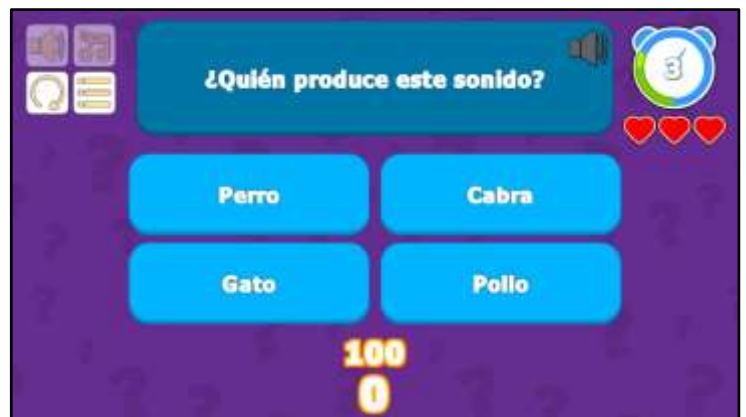 ¿Quién produce este sonido?
3
Perro
Cabra
Gato
Pollo
100
0